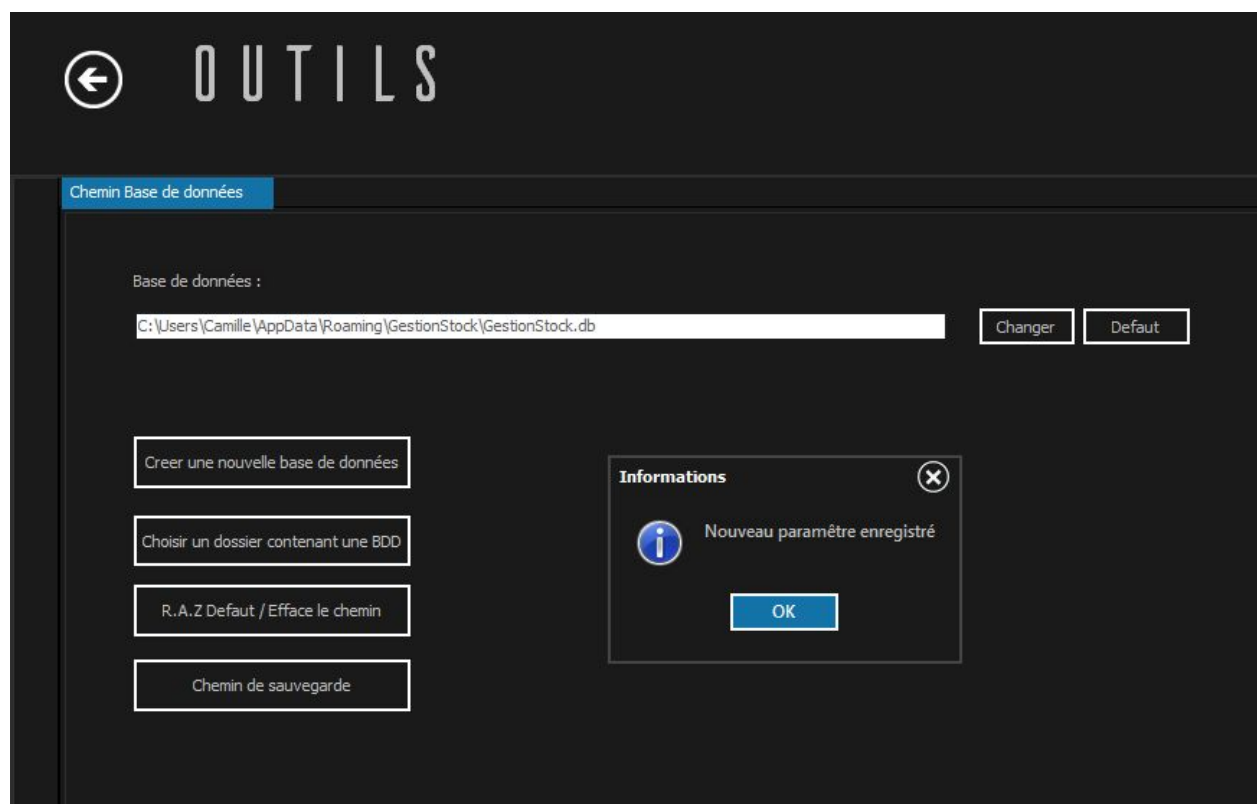 OUTILS
Chemin Base de données
Base de données :
C:\Users\Camille\AppData\Roaming\GestionStock\GestionStock.db
Changer
Defaut
Creer une nouvelle base de données
Choisir un dossier contenant une BDD
R.A.Z Defaut / Efface le chemin
Chemin de sauvegarde
Informations
Nouveau paramêtre enregistré
OK